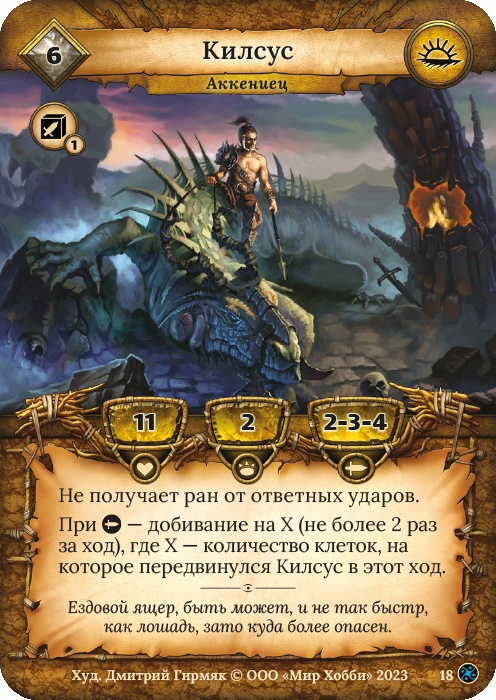 6
Килсус
Аккениец
1
11
2
2-3-4
Не получает ран от ответных ударов.
При — добивание на X (не более 2 раз
за ход), где X — количество клеток, на
которое передвинулся Килсус в этот ход.
Ездовой ящер, быть может, и не так быстр,
как лошадь, зато куда более опасен.
Худ. Дмитрий Гирмяк © ООО «Мир Хобби» 2023
18